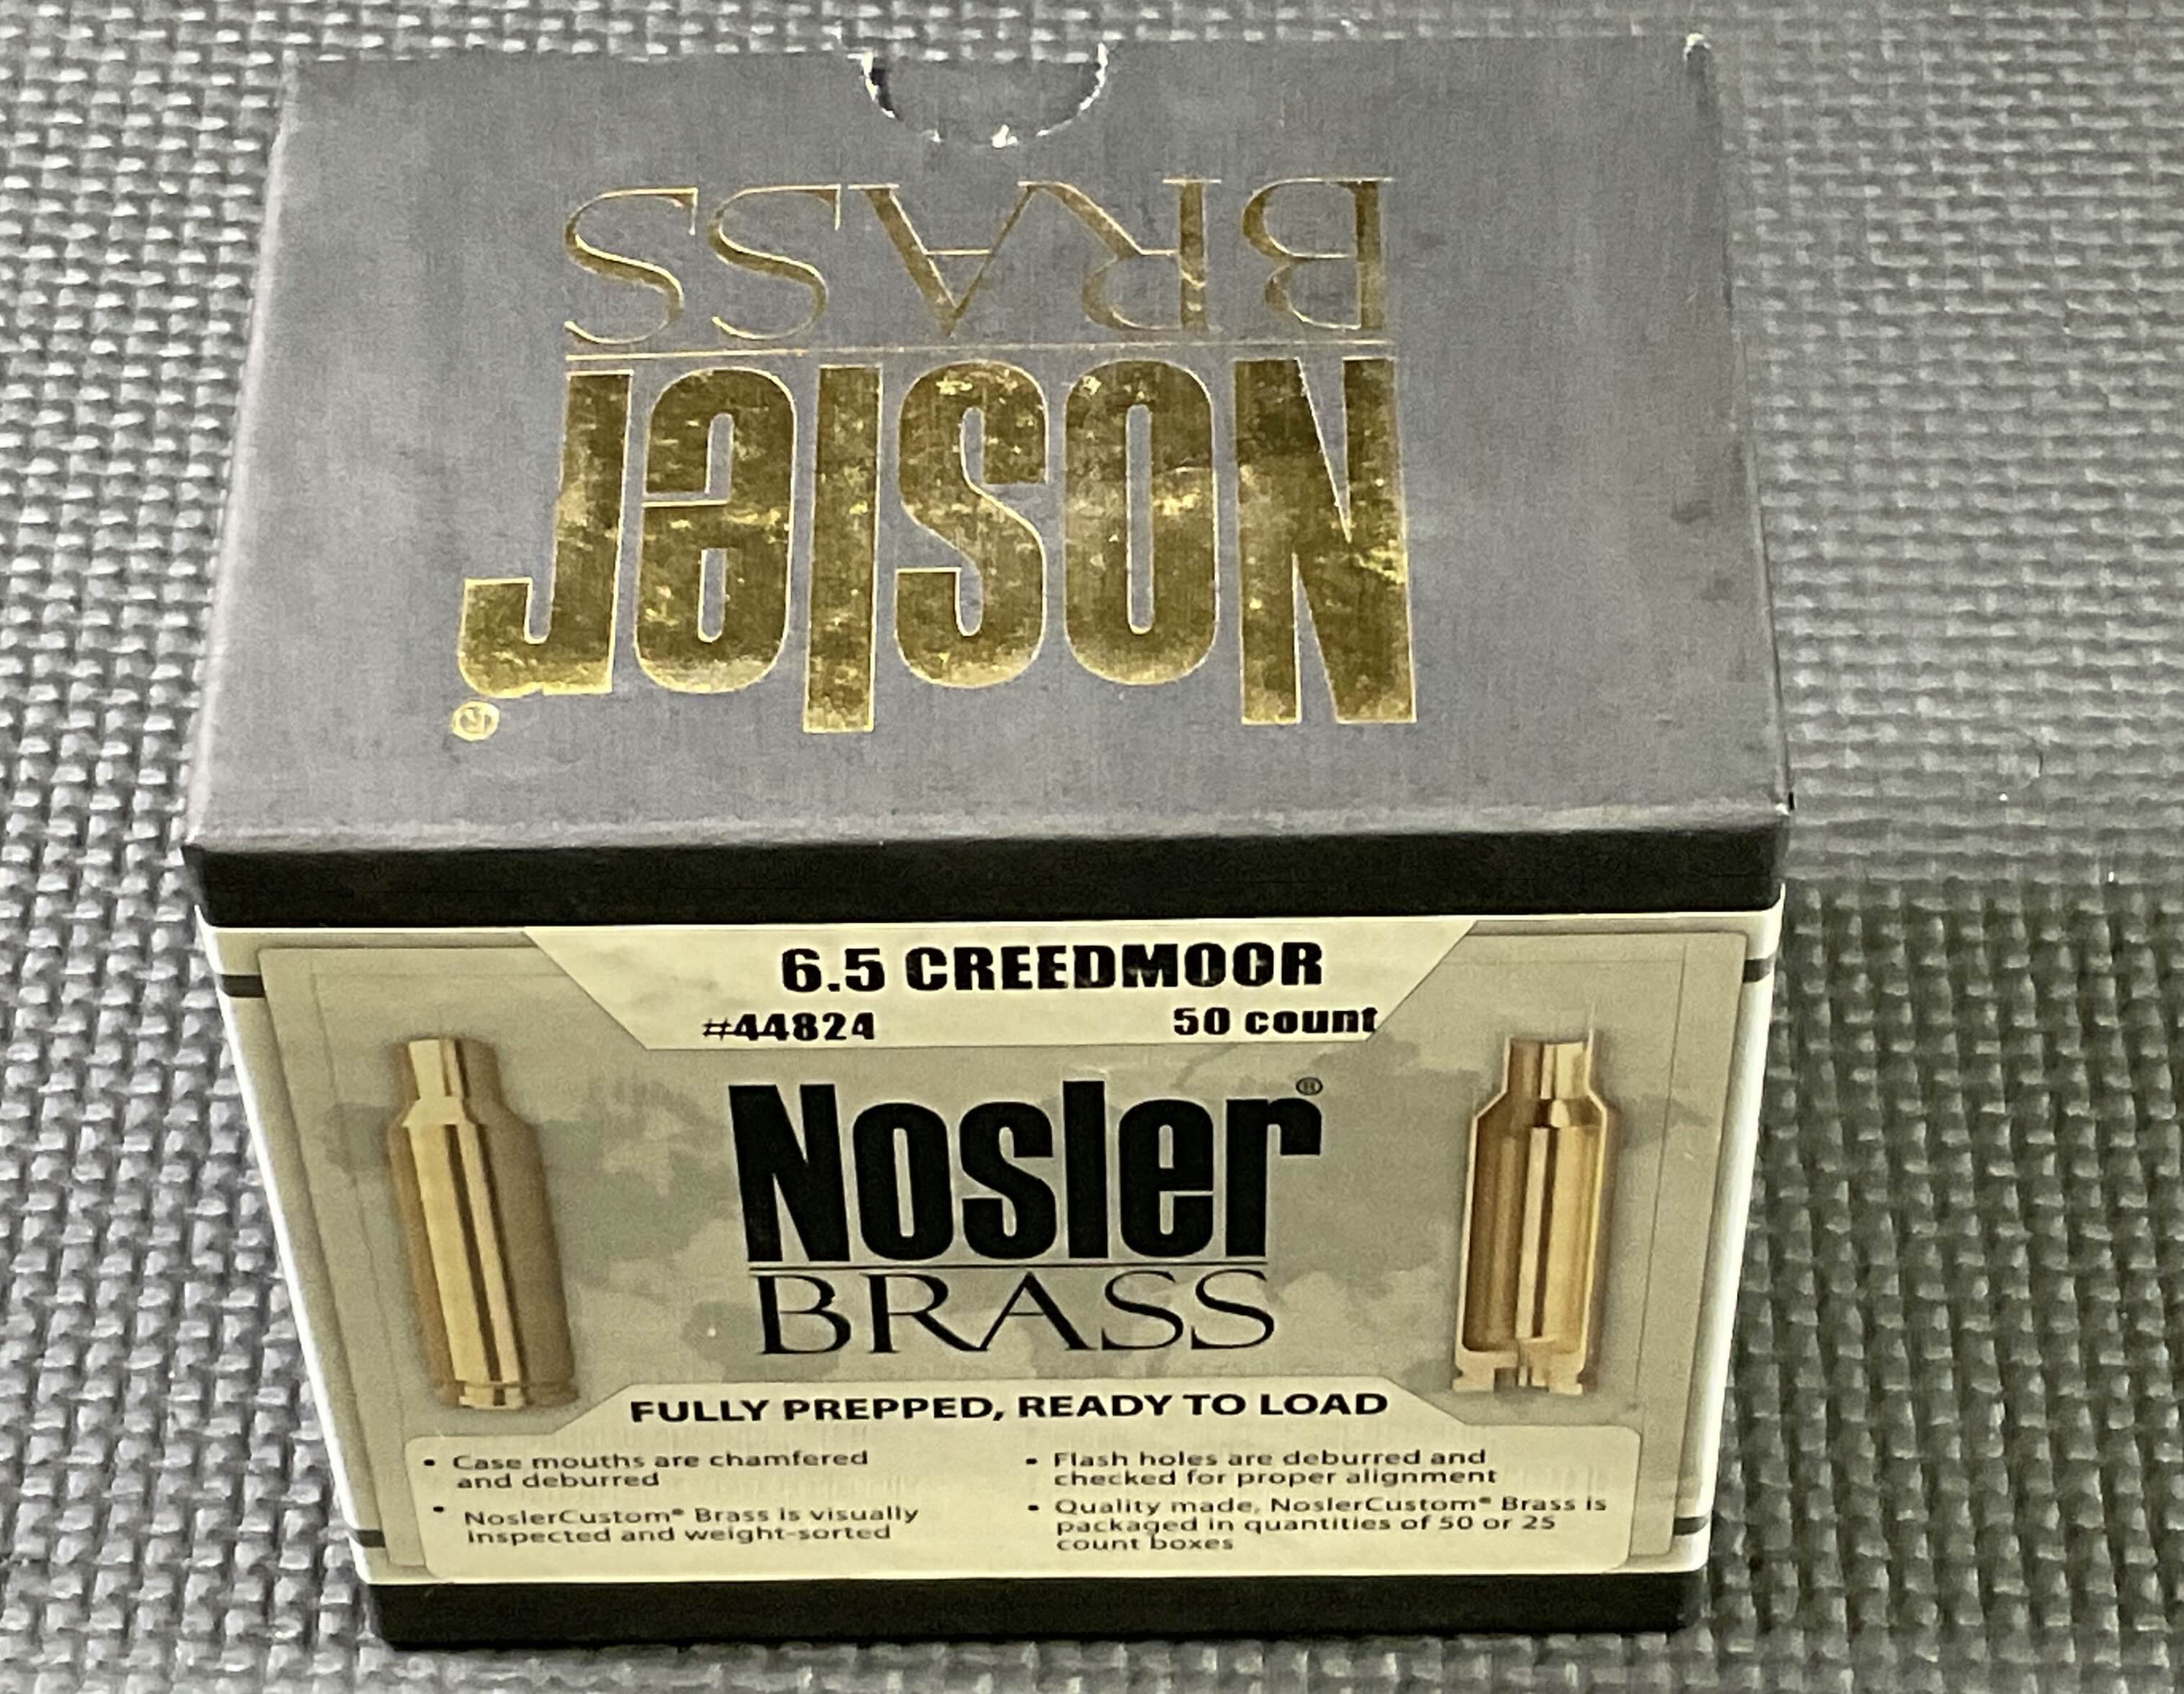 Nosler®
BRASS
6.5 CREEDMOOR
#44824 50 count
Nosler®
BRASS
FULLY PREPPED, READY TO LOAD
• Case mouths are chamfered
and deburred
• NoslerCustom® Brass is visually
inspected and weight-sorted
• Flash holes are deburred and
checked for proper alignment
• Quality made, NoslerCustom® Brass is
packaged in quantities of 50 or 25
count boxes